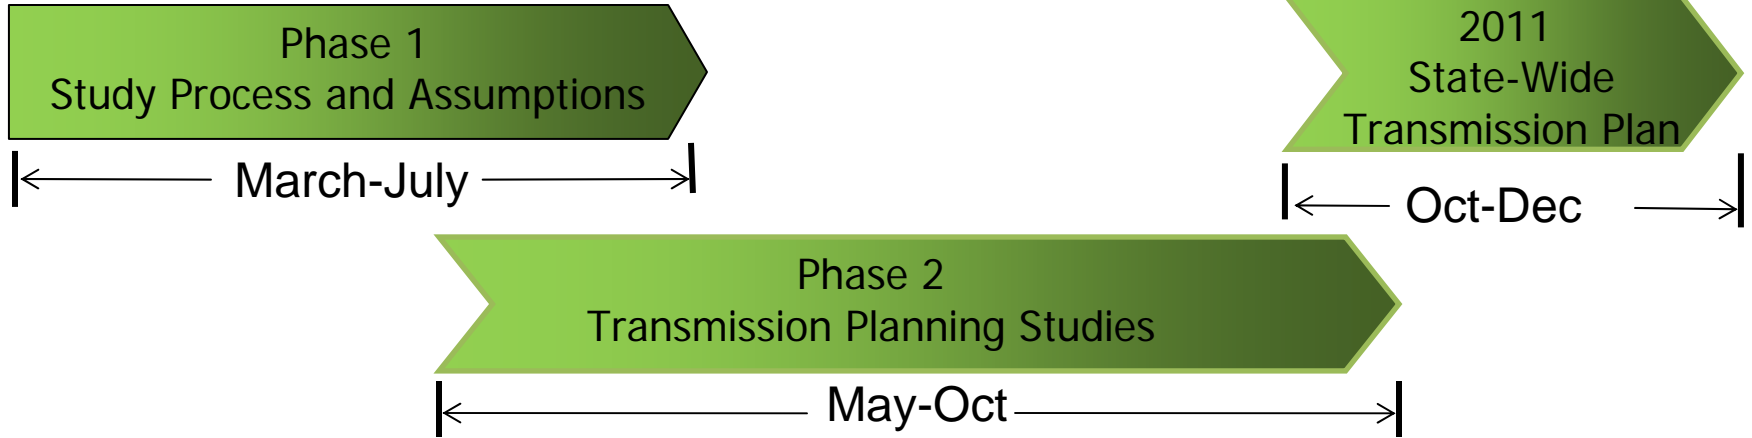 Phase 1
Study Process and Assumptions
March-July
2011
State-Wide
Transmission Plan
Oct-Dec
Phase 2
Transmission Planning Studies
May-Oct